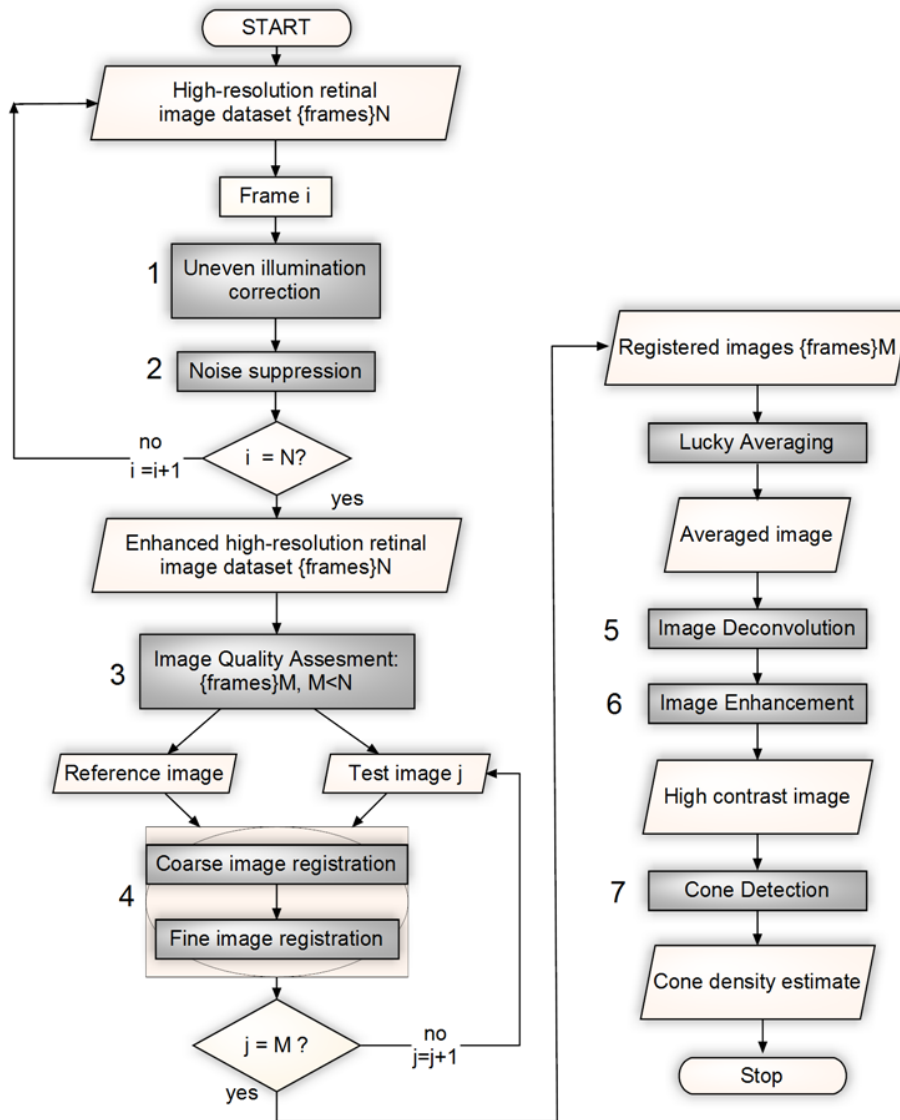 START
High-resolution retinal
image dataset {frames}N
Frame i
1
Uneven illumination
correction
2
Noise suppression
i = N?
no
i =i+1
yes
Enhanced high-resolution retinal
image dataset {frames}N
3
Image Quality Assesment:
{frames}M, M<N
Reference image
Test image j
4
Coarse image registration
Fine image registration
j = M ?
no
j=j+1
yes
Registered images {frames}M
Lucky Averaging
Averaged image
5
Image Deconvolution
6
Image Enhancement
High contrast image
7
Cone Detection
Cone density estimate
Stop